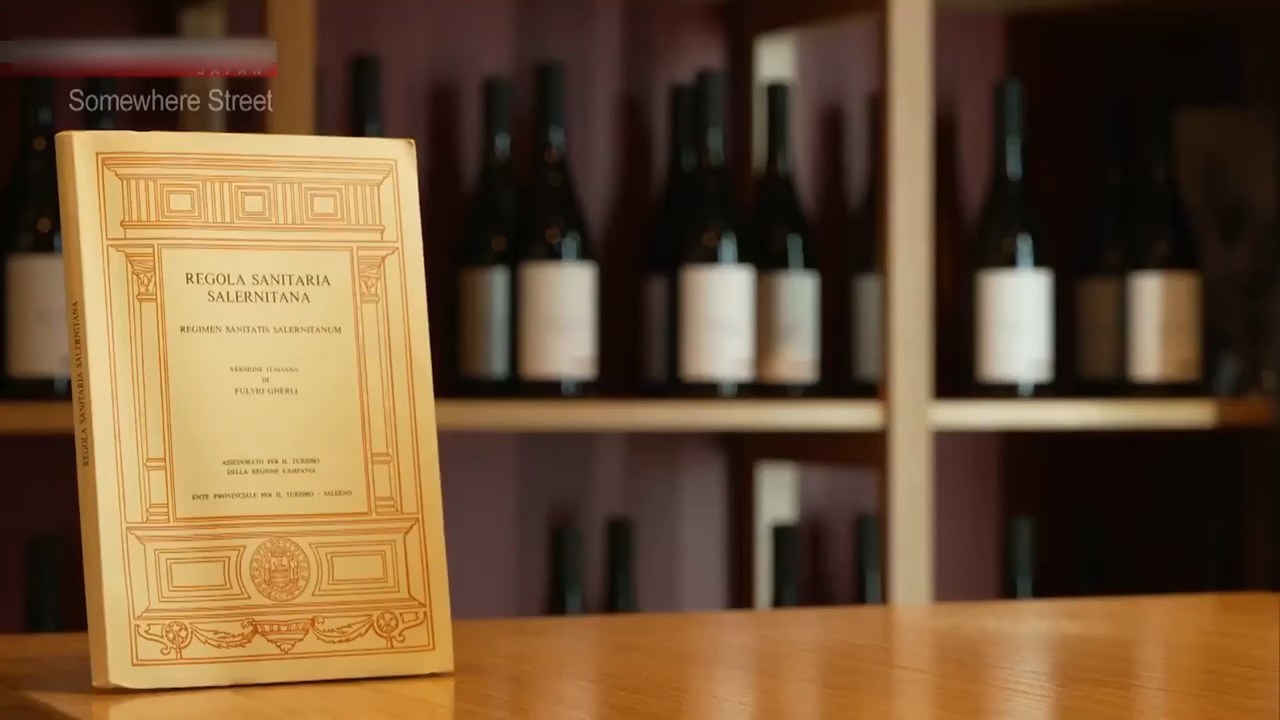 Somewhere Street
REGOLA SANITARIA
SALERNITANA
REGIMEN SANITATIS SALERNITANUM
VERSIONE ITALIANA
DI
FULVIO GHERLI
ASSESSORATO PER IL TURISMO
DELLA REGIONE CAMPANIA
ENTE PROVINCIALE PER IL TURISMO - SALERNO
REGOLA SANITARIA SALERNITANA